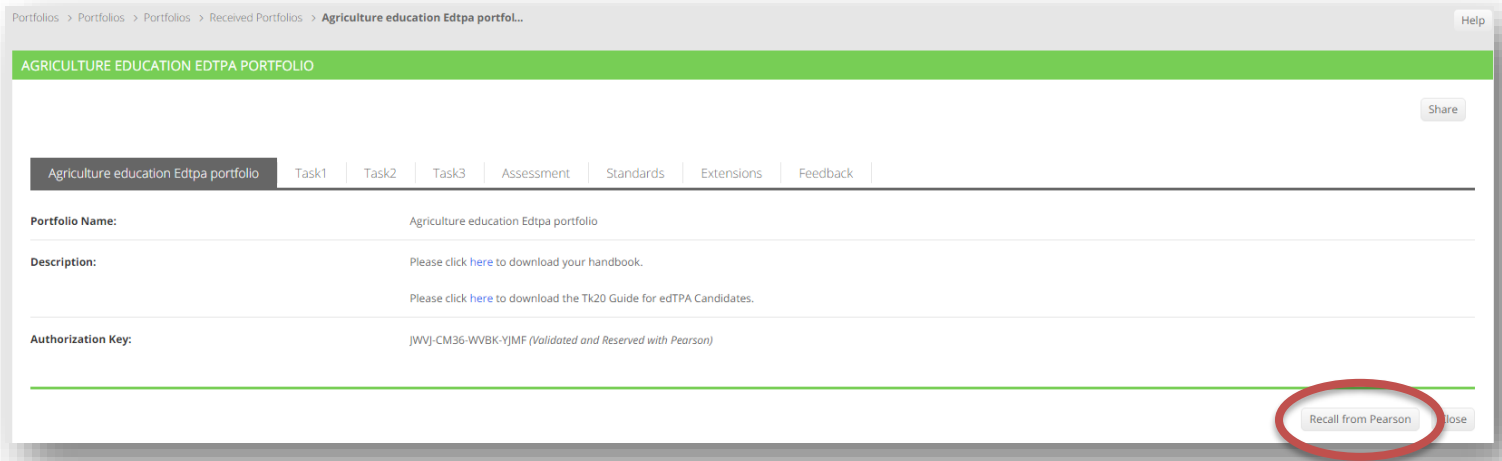 Portfolios > Portfolios > Portfolios > Received Portfolios > Agriculture education Edtpa portfol...
Help
AGRICULTURE EDUCATION EDTPA PORTFOLIO
Share
Agriculture education Edtpa portfolio Task1 Task2 Task3 Assessment Standards Extensions Feedback
Portfolio Name: Agriculture education Edtpa portfolio
Description: Please click here to download your handbook.
Please click here to download the Tk20 Guide for edTPA Candidates.
Authorization Key: JWVJ-CM36-WVBK-YJMF (Validated and Reserved with Pearson)
Recall from Pearson Close